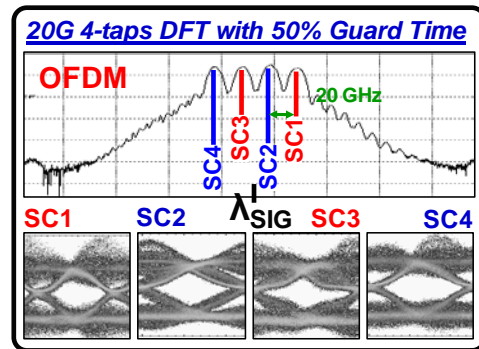 20G 4-taps DFT with 50% Guard Time
OFDM
20 GHz
SC4
SC3
SC2
SC1
λSIG
SC1 SC2 SC3 SC4